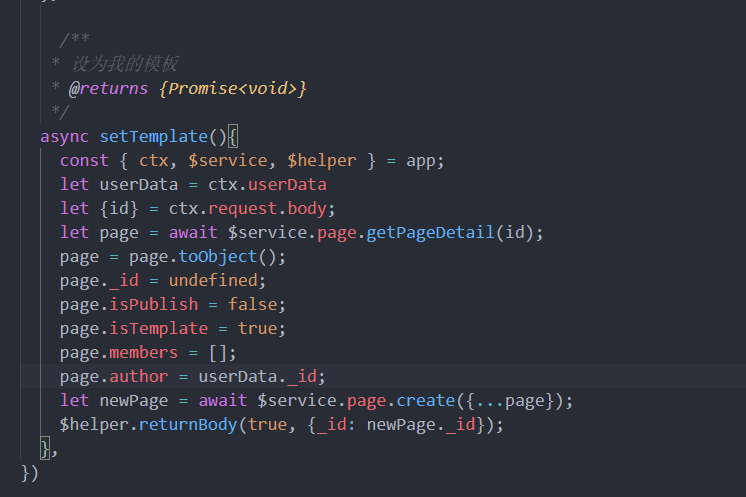 /**
* 设为我的模板
* @returns {Promise<void>}
*/
async setTemplate(){
const { ctx, $service, $helper } = app;
let userData = ctx.userData
let {id} = ctx.request.body;
let page = await $service.page.getPageDetail(id);
page = page.toObject();
page._id = undefined;
page.isPublish = false;
page.isTemplate = true;
page.members = [];
page.author = userData._id;
let newPage = await $service.page.create({...page});
$helper.returnBody(true, {_id: newPage._id});
},
})